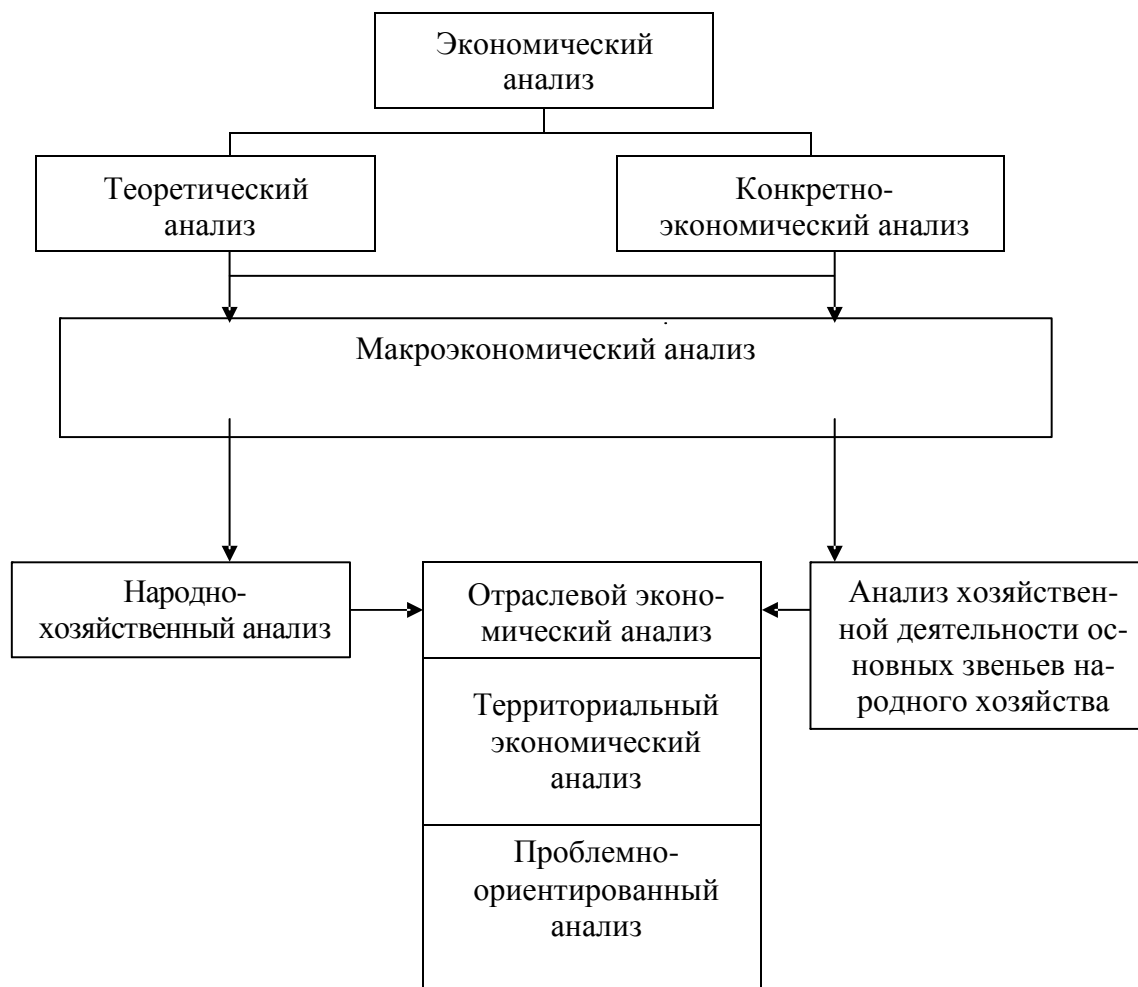 Экономический
анализ
Теоретический
анализ
Конкретно-
экономический анализ
Макроэкономический анализ
Народно-
хозяйственный анализ
Отраслевой эконо-
мический анализ
Территориальный
экономический
анализ
Проблемно-
ориентированный
анализ
Анализ хозяйствен-
ной деятельности ос-
новных звеньев на-
родного хозяйства